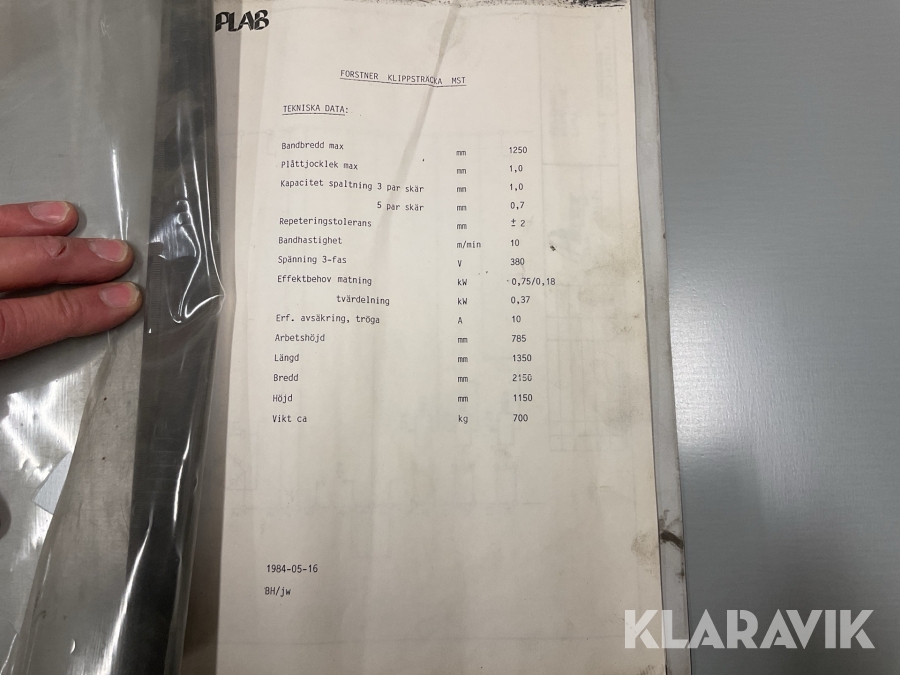 PLAB
FORSTNER KLIPPSTRÄCKA MST
TEKNISKA DATA:
Bandbredd max mm 1250
Plåttjocklek max mm 1,0
Kapacitet spaltning 3 par skär mm 1,0
5 par skär mm 0,7
Repeteringstolerans mm ± 2
Bandhastighet m/min 10
Spänning 3-fas V 380
Effektbehov matning kW 0,75/0,18
tvärdelning kW 0,37
Erf. avsäkring, tröga A 10
Arbetshöjd mm 785
Längd mm 1350
Bredd mm 2150
Höjd mm 1150
Vikt ca kg 700
1984-05-16
BH/jw
KLARAVIK